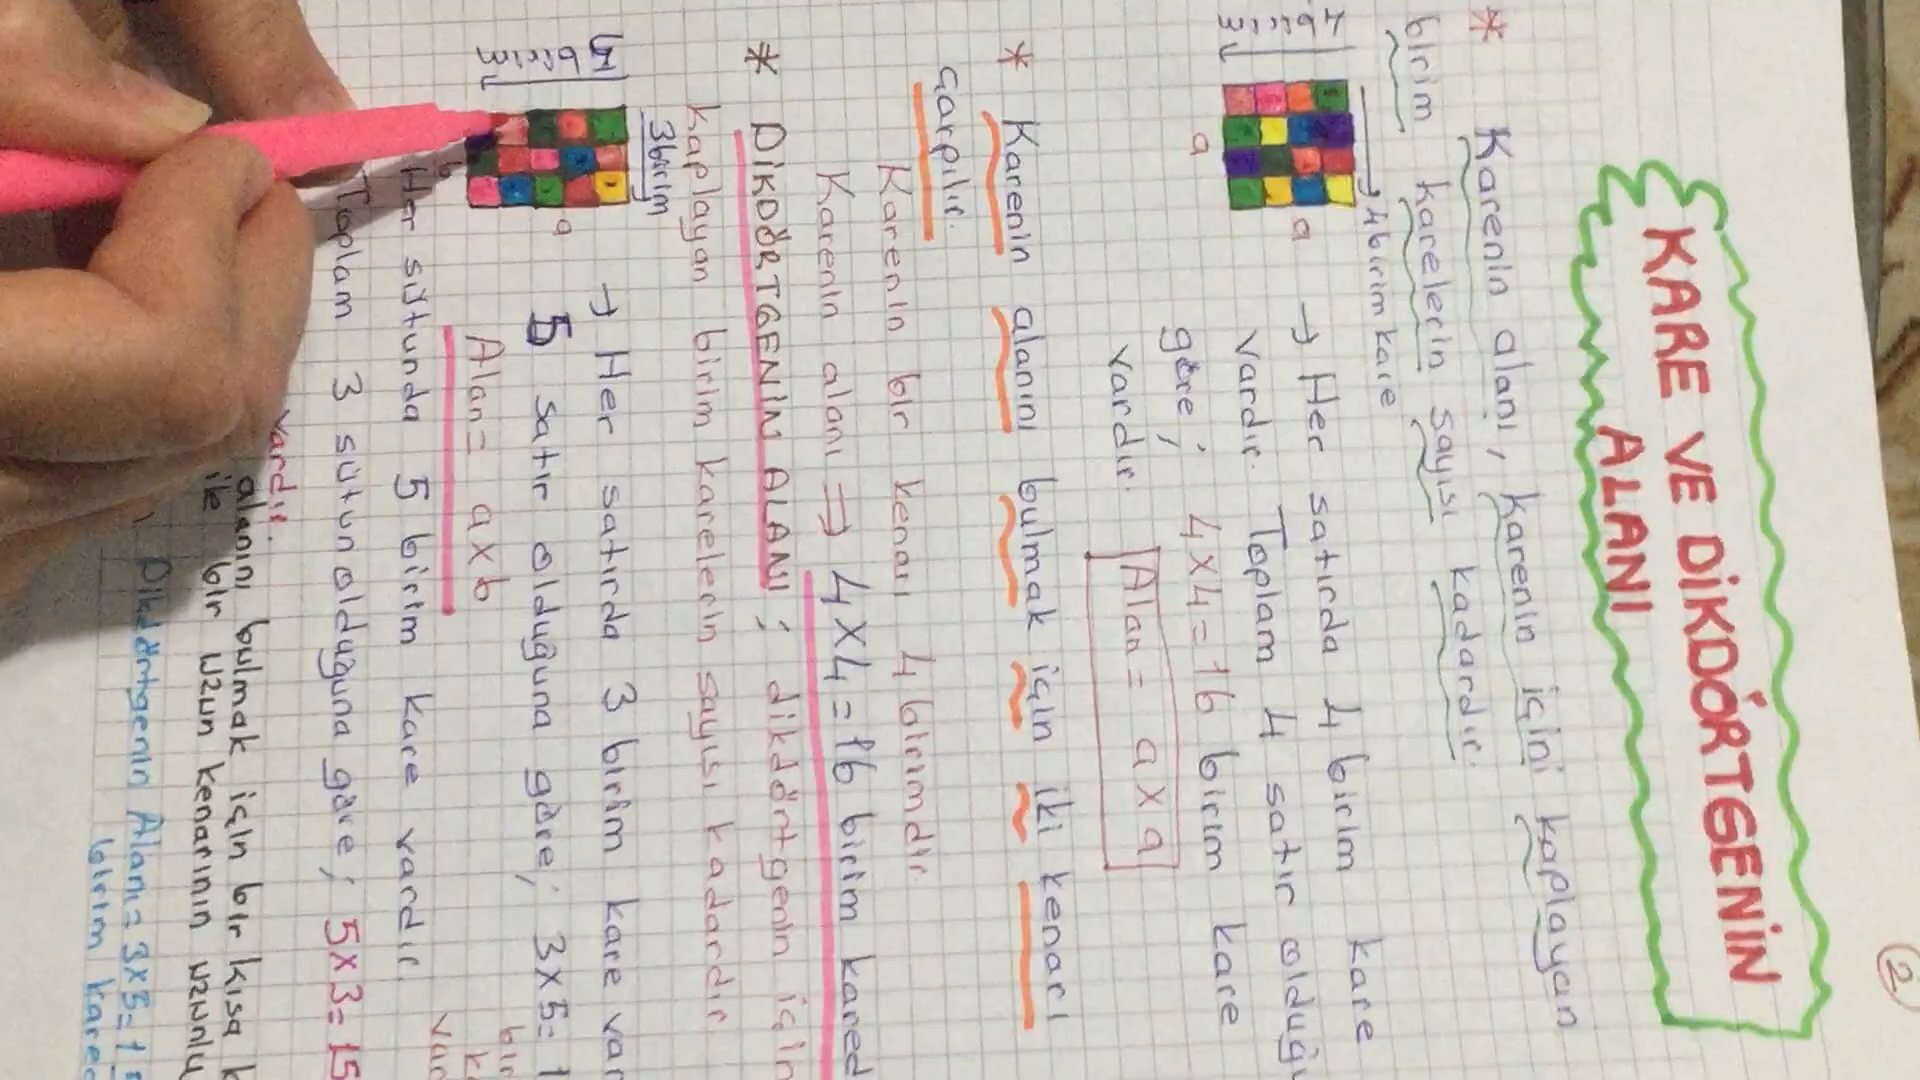 2
KARE VE DİKDÖRTGENİN
ALANI
* Karenin alanı, karenin içini kaplayan
birim karelerin sayısı kadardır.
4 birim kare
a
a
→ Her satırda 4 birim kare
vardır. Toplam 4 satır olduğu
göre; 4x4=16 birim kare
vardır.
Alan= axa
* Karenin alanını bulmak için iki kenarı
çarpılır.
Karenin bir kenarı 4 birimdir.
Karenin alanı ⇒ 4x4=16 birim kared
* DİKDÖRTGENİN ALANI; dikdörtgenin için
kaplayan birim karelerin sayısı kadardır
3 birim
5 birim
a
b
→ Her satırda 3 birim kare var
5 satır olduğuna göre; 3x5=1
Alan= axb
Her sütunda 5 birim kare vardır.
Toplam 3 sütun olduğuna göre; 5x3=15
vardır.
alanını bulmak için bir kısa k
ile bir uzun kenarının uzunlu
Dikdörtgenin Alanı= 3x5=1
birim kare